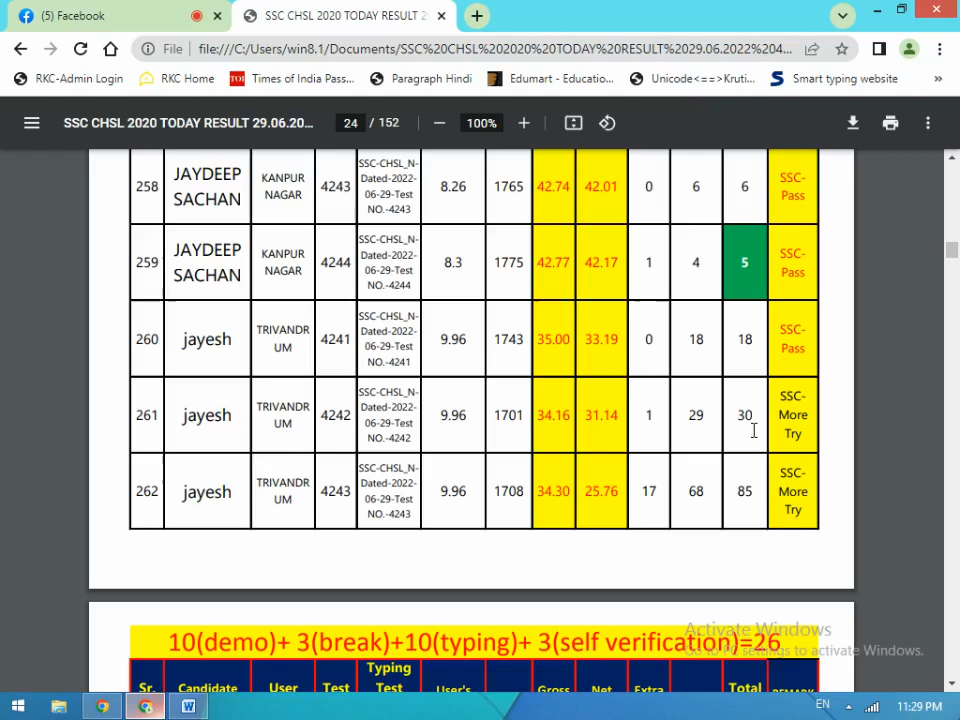 (5) Facebook
SSC CHSL 2020 TODAY RESULT 29
File
file:///C:/Users/win8.1/Documents/SSC%20CHSL%202020%20TODAY%20RESULT%2029.06.2022%204...
RKC-Admin Login
RKC Home
TOI
Times of India Pass...
Paragraph Hindi
Edumart - Educatio...
Unicode<==>Kruti...
Smart typing website
»
SSC CHSL 2020 TODAY RESULT 29.06.20...
24 / 152
100%
258 JAYDEEP SACHAN KANPUR NAGAR 4243 SSC-CHSL_N-Dated-2022-06-29-Test NO.-4243 8.26 1765 42.74 42.01 0 6 6 SSC-Pass
259 JAYDEEP SACHAN KANPUR NAGAR 4244 SSC-CHSL_N-Dated-2022-06-29-Test NO.-4244 8.3 1775 42.77 42.17 1 4 5 SSC-Pass
260 jayesh TRIVANDRUM 4241 SSC-CHSL_N-Dated-2022-06-29-Test NO.-4241 9.96 1743 35.00 33.19 0 18 18 SSC-Pass
261 jayesh TRIVANDRUM 4242 SSC-CHSL_N-Dated-2022-06-29-Test NO.-4242 9.96 1701 34.16 31.14 1 29 30 SSC-More Try
262 jayesh TRIVANDRUM 4243 SSC-CHSL_N-Dated-2022-06-29-Test NO.-4243 9.96 1708 34.30 25.76 17 68 85 SSC-More Try
10(demo)+ 3(break)+10(typing)+ 3(self verification)=26
Sr. Candidate User Test Typing Test User's Gross Net Extra Total REMARK
Activate Windows
Go to PC settings to activate Windows.
EN
11:29 PM